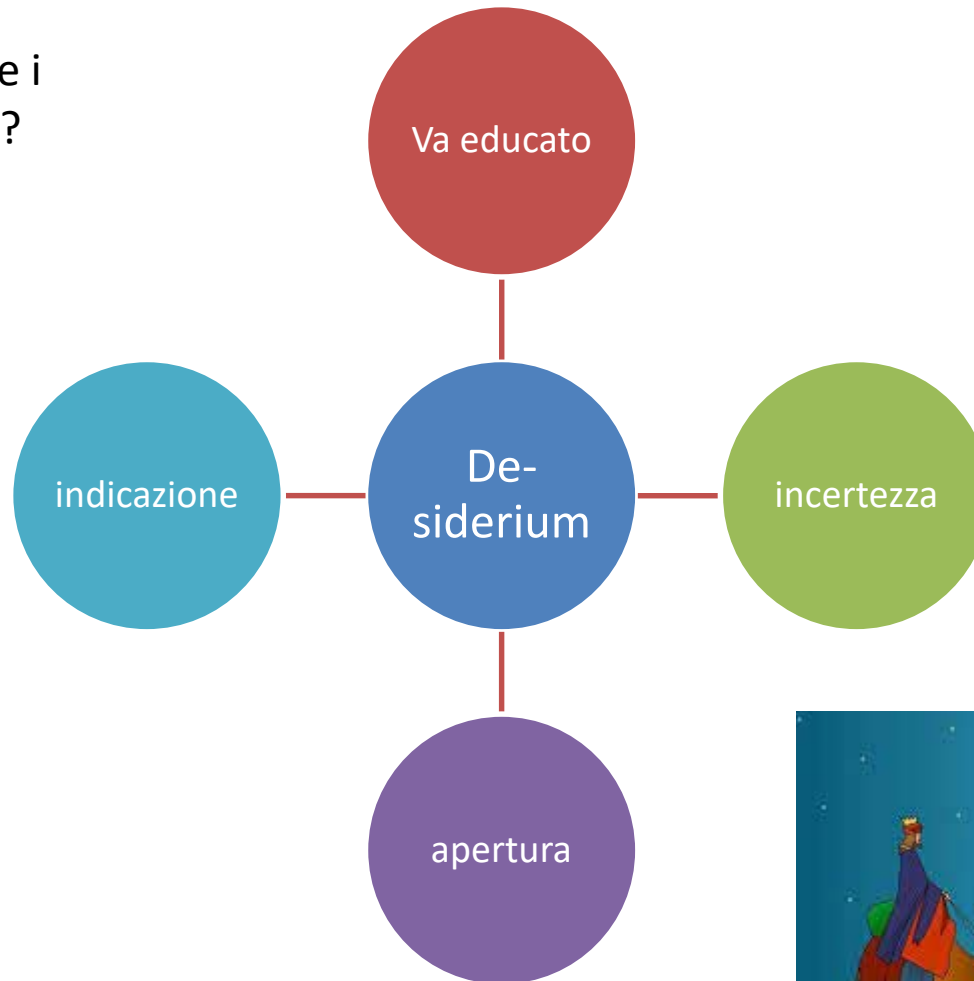 e i
?
Va educato
indicazione
De-
siderium
incertezza
apertura